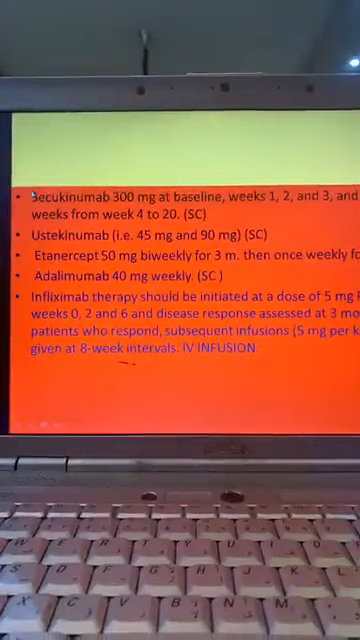 • Secukinumab 300 mg at baseline, weeks 1, 2, and 3, and
weeks from week 4 to 20. (SC)
• Ustekinumab (i.e. 45 mg and 90 mg) (SC)
• Etanercept 50 mg biweekly for 3 m. then once weekly fo
• Adalimumab 40 mg weekly. (SC )
• Infliximab therapy should be initiated at a dose of 5 mg
weeks 0, 2 and 6 and disease response assessed at 3 mo
patients who respond, subsequent infusions (5 mg per k
given at 8-week intervals. IV INFUSION.